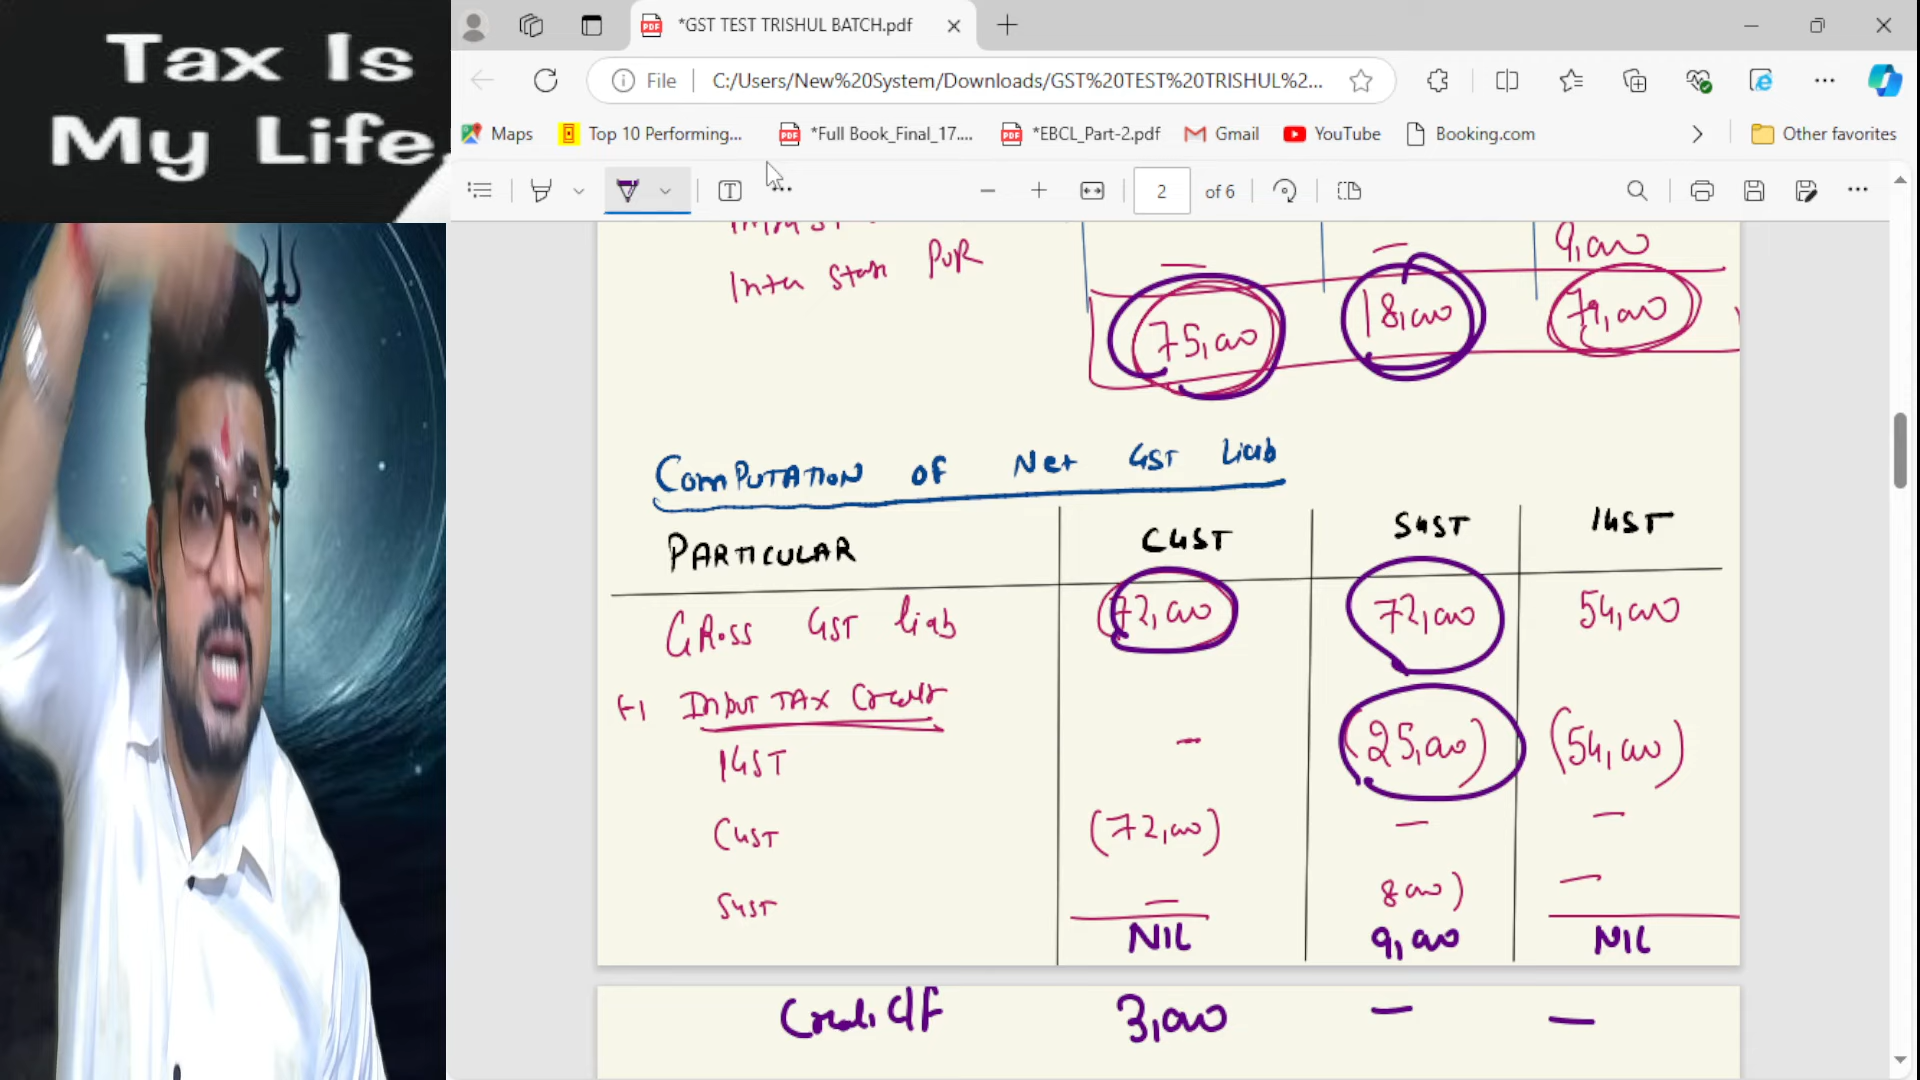 Tax Is
My Life.
*GST TEST TRISHUL BATCH.pdf
File
C:/Users/New%20System/Downloads/GST%20TEST%20TRISHUL%2...
Maps
Top 10 Performing...
*Full Book_Final_17....
*EBCL_Part-2.pdf
Gmail
YouTube
Booking.com
Other favorites
2 of 6
9,000
Inter State PUR – –
75,000 18,000 79,000
COMPUTATION OF Net GST Liab
PARTICULAR CGST SGST IGST
GROSS GST liab (72,000 72,000 54,000
(-) INPUT TAX Credit
IGST – (25,000) (54,000)
CGST (72,000) – –
SGST – 8000) –
NIL 9,000 NIL
Credit C/F 3,000 – –